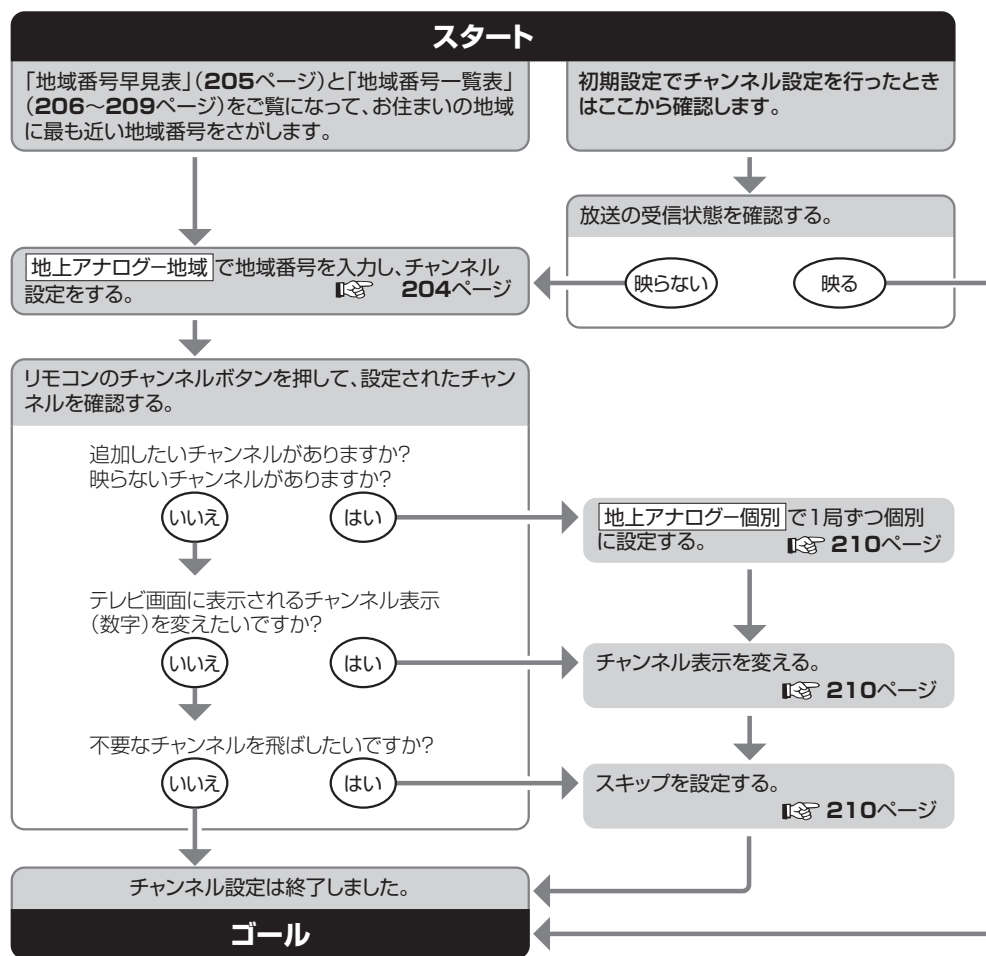 スタート
「地域番号早見表」(205ページ)と「地域番号一覧表」
(206～209ページ)をご覧になって、お住まいの地域
に最も近い地域番号をさがします。
初期設定でチャンネル設定を行ったとき
はここから確認します。
放送の受信状態を確認する。
映らない
映る
地上アナログー地域 で地域番号を入力し、チャンネル
設定をする。 ☞ 204ページ
リモコンのチャンネルボタンを押して、設定されたチャン
ネルを確認する。
追加したいチャンネルがありますか?
映らないチャンネルがありますか?
いいえ
はい
地上アナログー個別 で1局ずつ個別
に設定する。 ☞ 210ページ
テレビ画面に表示されるチャンネル表示
(数字)を変えたいですか?
いいえ
はい
チャンネル表示を変える。
☞ 210ページ
不要なチャンネルを飛ばしたいですか?
いいえ
はい
スキップを設定する。
☞ 210ページ
チャンネル設定は終了しました。
ゴール